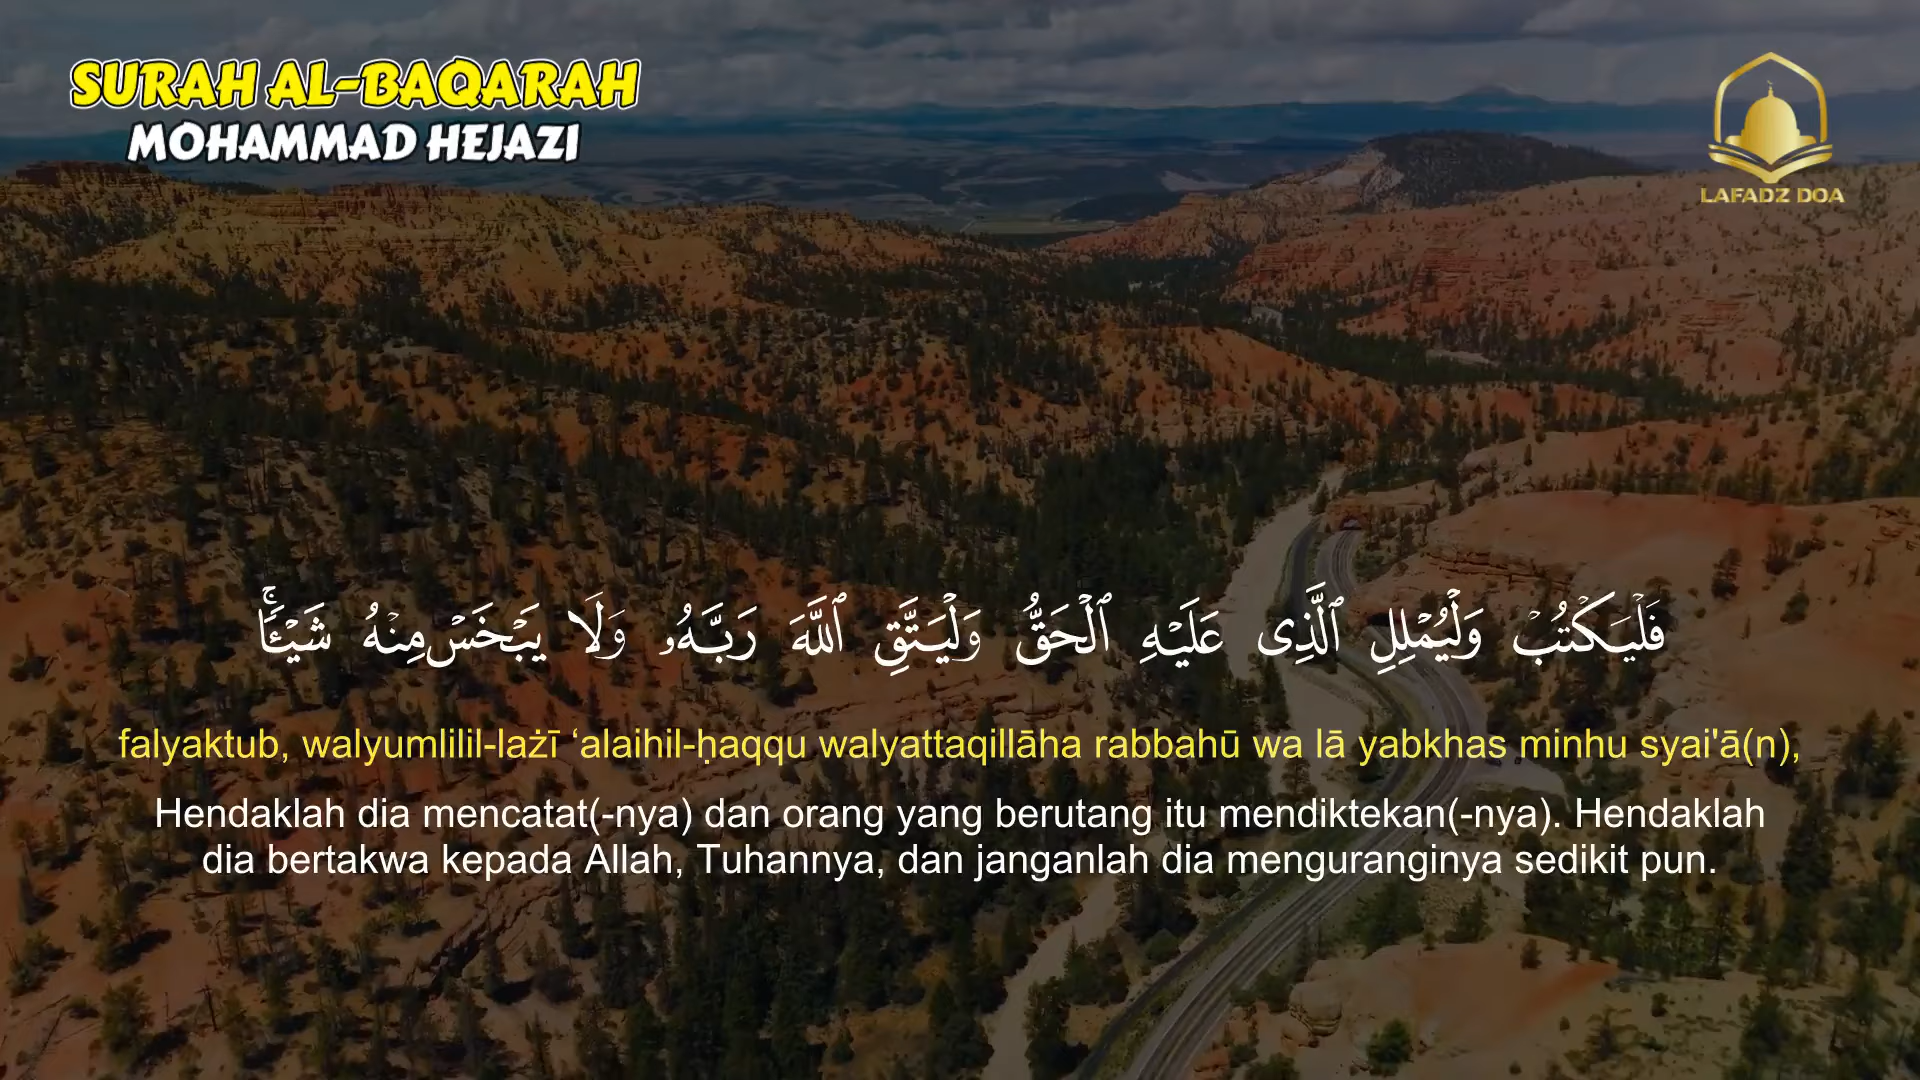 SURAH AL-BAQARAH
MOHAMMAD HEJAZI
LAFADZ DOA
فَلْيَكْتُبْ وَلْيُمْلِلِ ٱلَّذِى عَلَيْهِ ٱلْحَقُّ وَلْيَتَّقِ ٱللَّهَ رَبَّهُۥ وَلَا يَبْخَسْ مِنْهُ شَيْـًٔا ۚ
falyaktub, walyumlilil-lażī ‘alaihil-ḥaqqu walyattaqillāha rabbahū wa lā yabkhas minhu syai'ā(n),
Hendaklah dia mencatat(-nya) dan orang yang berutang itu mendiktekan(-nya). Hendaklah
dia bertakwa kepada Allah, Tuhannya, dan janganlah dia menguranginya sedikit pun.